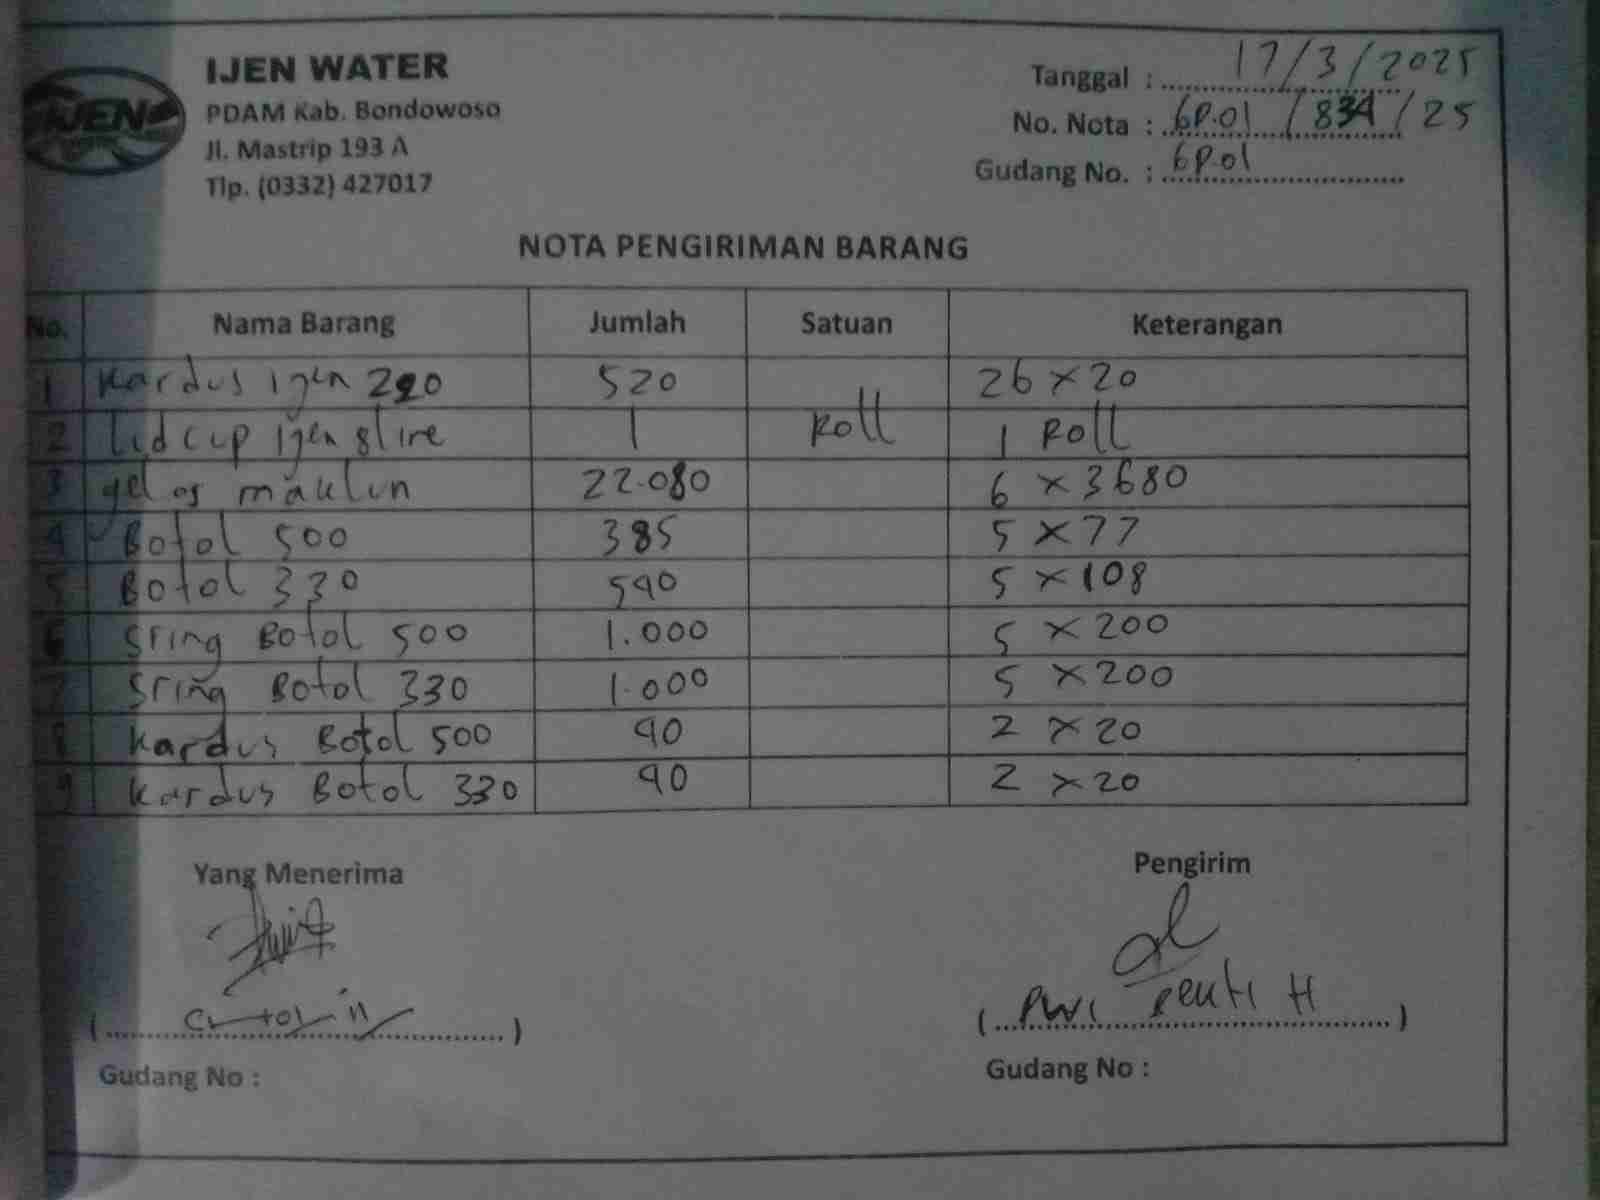 IJEN
IJEN WATER
PDAM Kab. Bondowoso
Jl. Mastrip 193 A
Tlp. (0332) 427017
Tanggal : 17/3/2025
No. Nota : 6P.01 / 834 / 25
Gudang No. : 6P.01
NOTA PENGIRIMAN BARANG
No. Nama Barang Jumlah Satuan Keterangan
1 Kardus ijen 220 520 26 x 20
2 Lid cup ijen 8 line 1 Roll 1 Roll
3 gelas maklun 22.080 6 x 3680
4 Botol 500 385 5 x 77
5 Botol 330 540 5 x 108
6 Sring Botol 500 1.000 5 x 200
7 Sring Botol 330 1.000 5 x 200
8 Kardus Botol 500 40 2 x 20
9 Kardus Botol 330 40 2 x 20
Yang Menerima Pengirim
Gudang No : Gudang No :